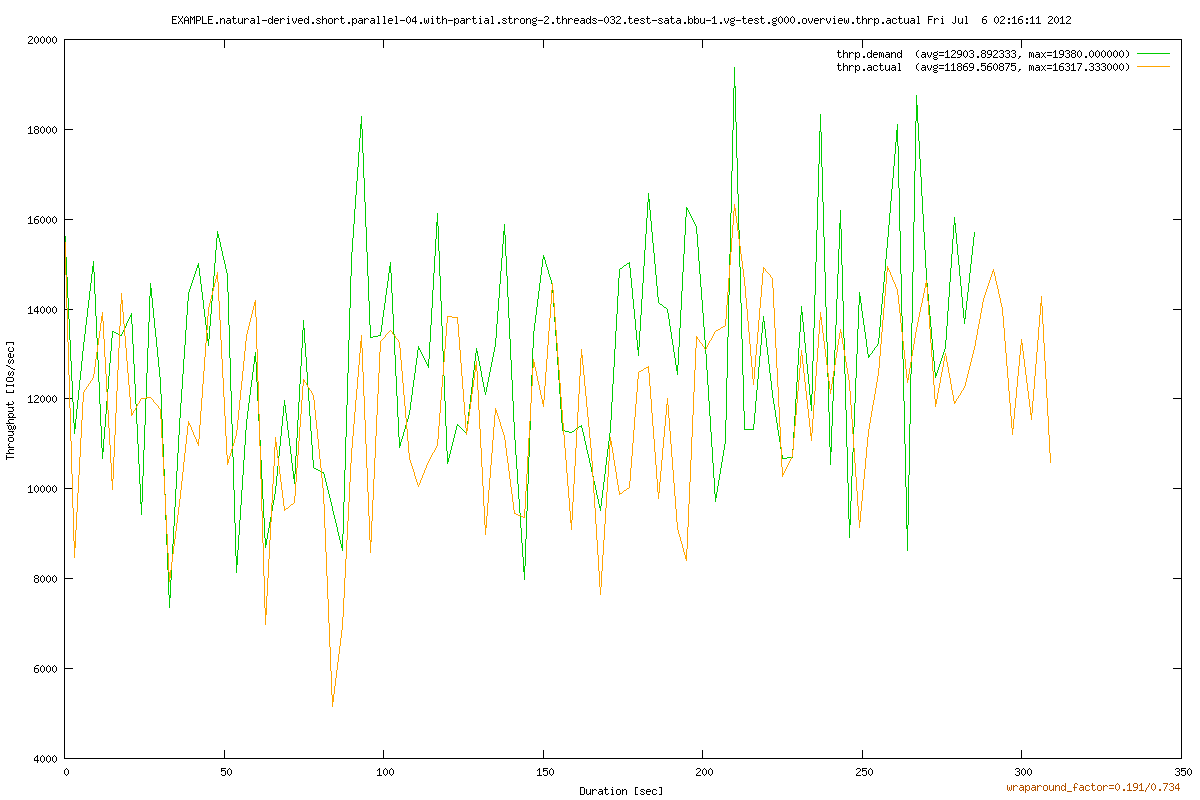 EXAMPLE.natural-derived.short.parallel-04.with-partial.strong-2.threads-032.test-sata.bbu-1.vg-test.g000.overview.thrp.actual Fri Jul  6 02:16:11 2012
thrp.demand  (avg=12903.892333, max=19380.000000)
thrp.actual  (avg=11869.560875, max=16317.333000)
20000
18000
16000
14000
12000
10000
8000
6000
4000
Throughput [IOs/sec]
0 50 100 150 200 250 300 350
Duration [sec]
wraparound_factor=0.191/0.734